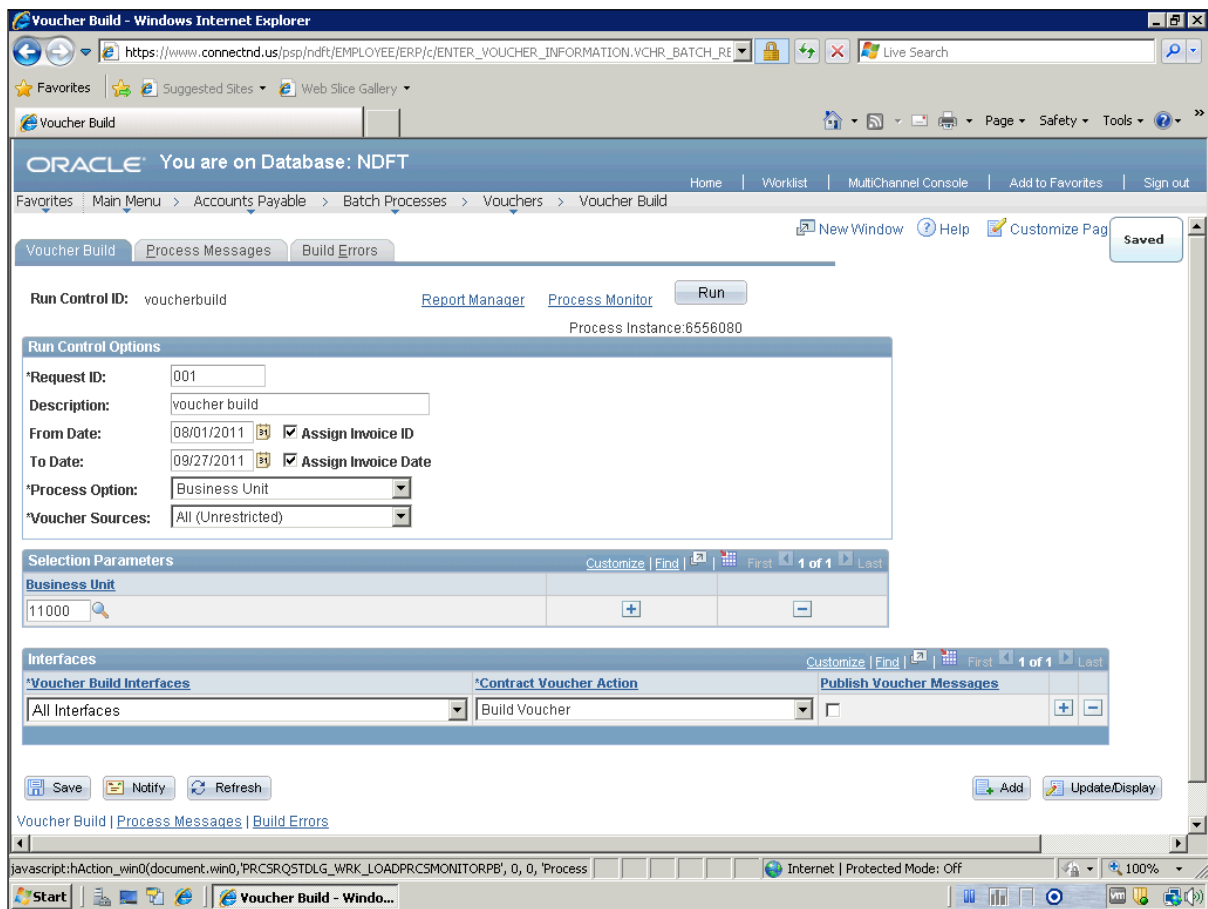 Voucher Build - Windows Internet Explorer
https://www.connectnd.us/psp/ndft/EMPLOYEE/ERP/c/ENTER_VOUCHER_INFORMATION.VCHR_BATCH_RE
Live Search
Favorites Suggested Sites Web Slice Gallery
Voucher Build Page Safety Tools »
ORACLE You are on Database: NDFT
Home | Worklist | MultiChannel Console | Add to Favorites | Sign out
Favorites Main Menu > Accounts Payable > Batch Processes > Vouchers > Voucher Build
New Window Help Customize Pag
Saved
Voucher Build Process Messages Build Errors
Run Control ID: voucherbuild Report Manager Process Monitor Run
Process Instance:6556080
Run Control Options
*Request ID: 001
Description: voucher build
From Date: 08/01/2011 31 Assign Invoice ID
To Date: 09/27/2011 31 Assign Invoice Date
*Process Option: Business Unit
*Voucher Sources: All (Unrestricted)
Selection Parameters Customize | Find | | First 1 of 1 Last
Business Unit
11000
Interfaces Customize | Find | | First 1 of 1 Last
*Voucher Build Interfaces *Contract Voucher Action Publish Voucher Messages
All Interfaces Build Voucher
Save Notify Refresh Add Update/Display
Voucher Build | Process Messages | Build Errors
javascript:hAction_win0(document.win0,'PRCSRQSTDLG_WRK_LOADPRCSMONITORPB', 0, 0, 'Process Internet | Protected Mode: Off 100%
Start Voucher Build - Windo... vm